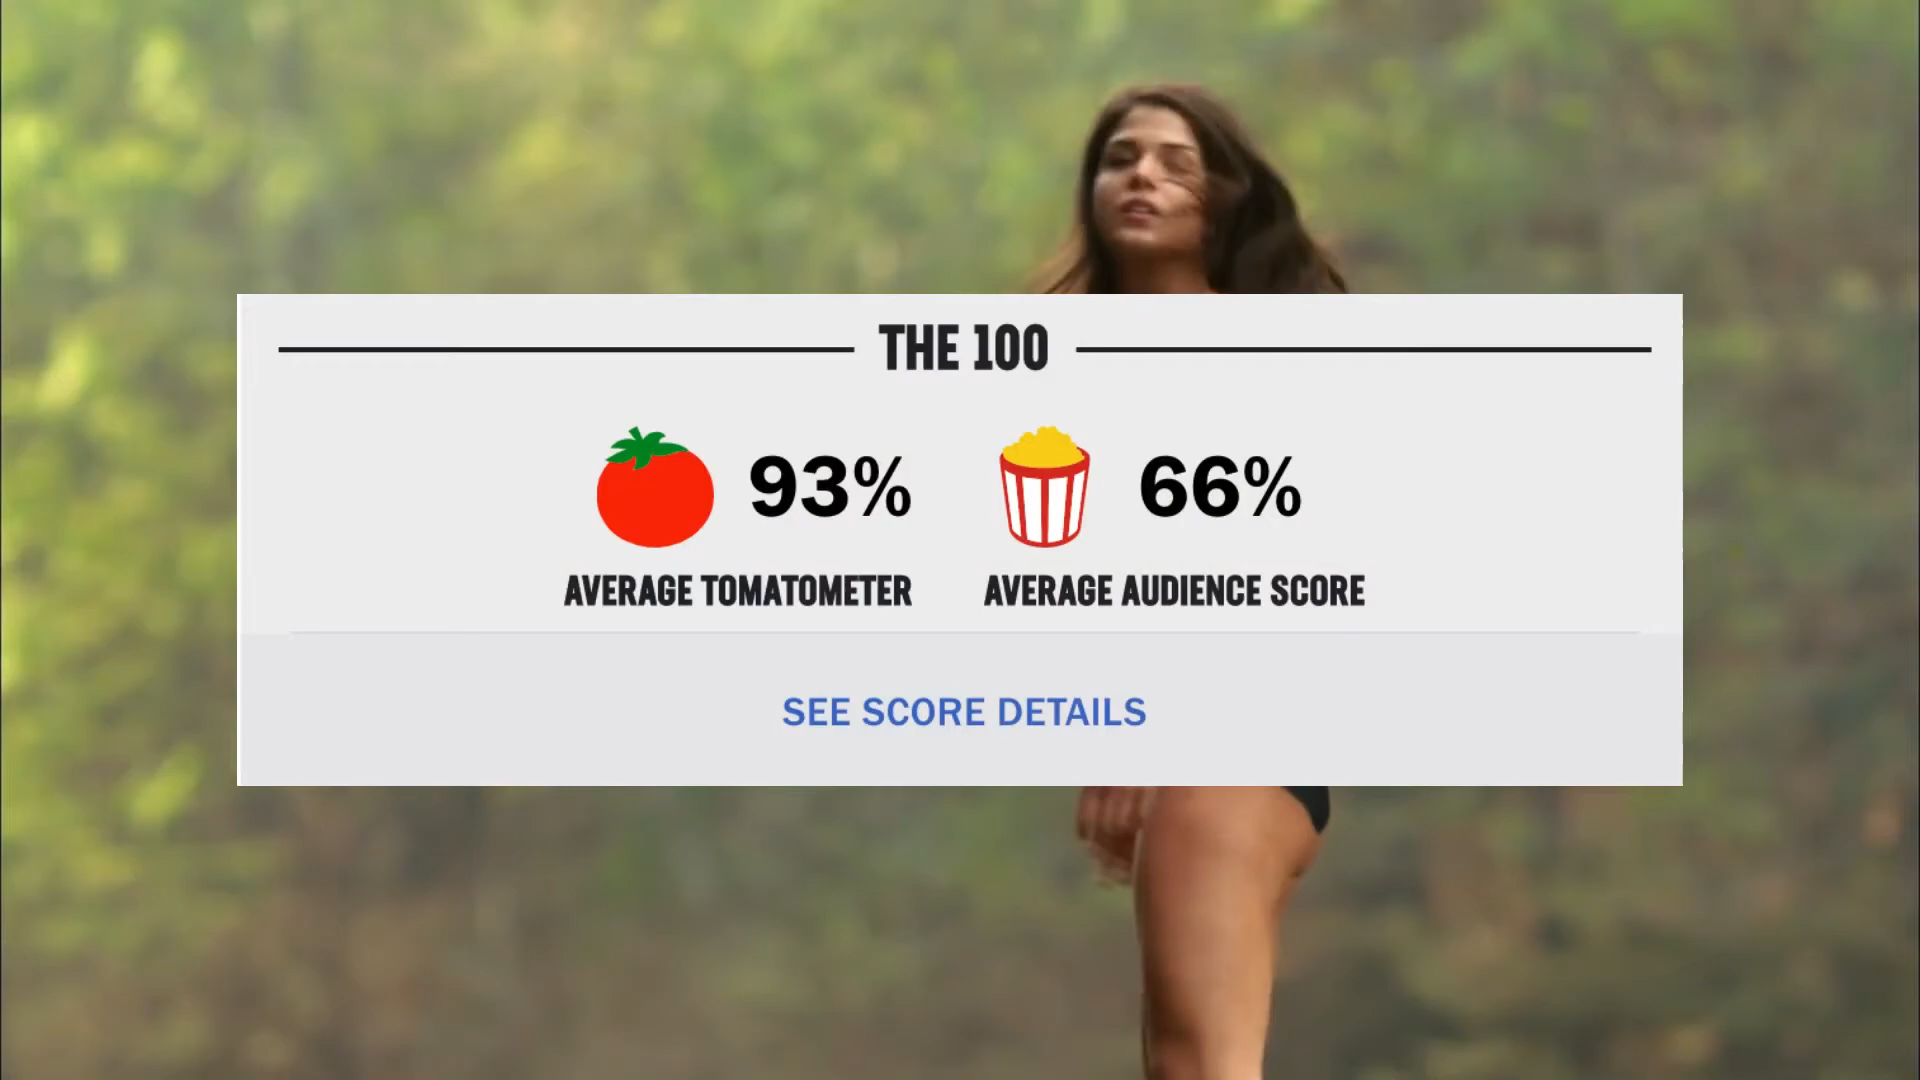 THE 100
93% 66%
AVERAGE TOMATOMETER AVERAGE AUDIENCE SCORE
SEE SCORE DETAILS